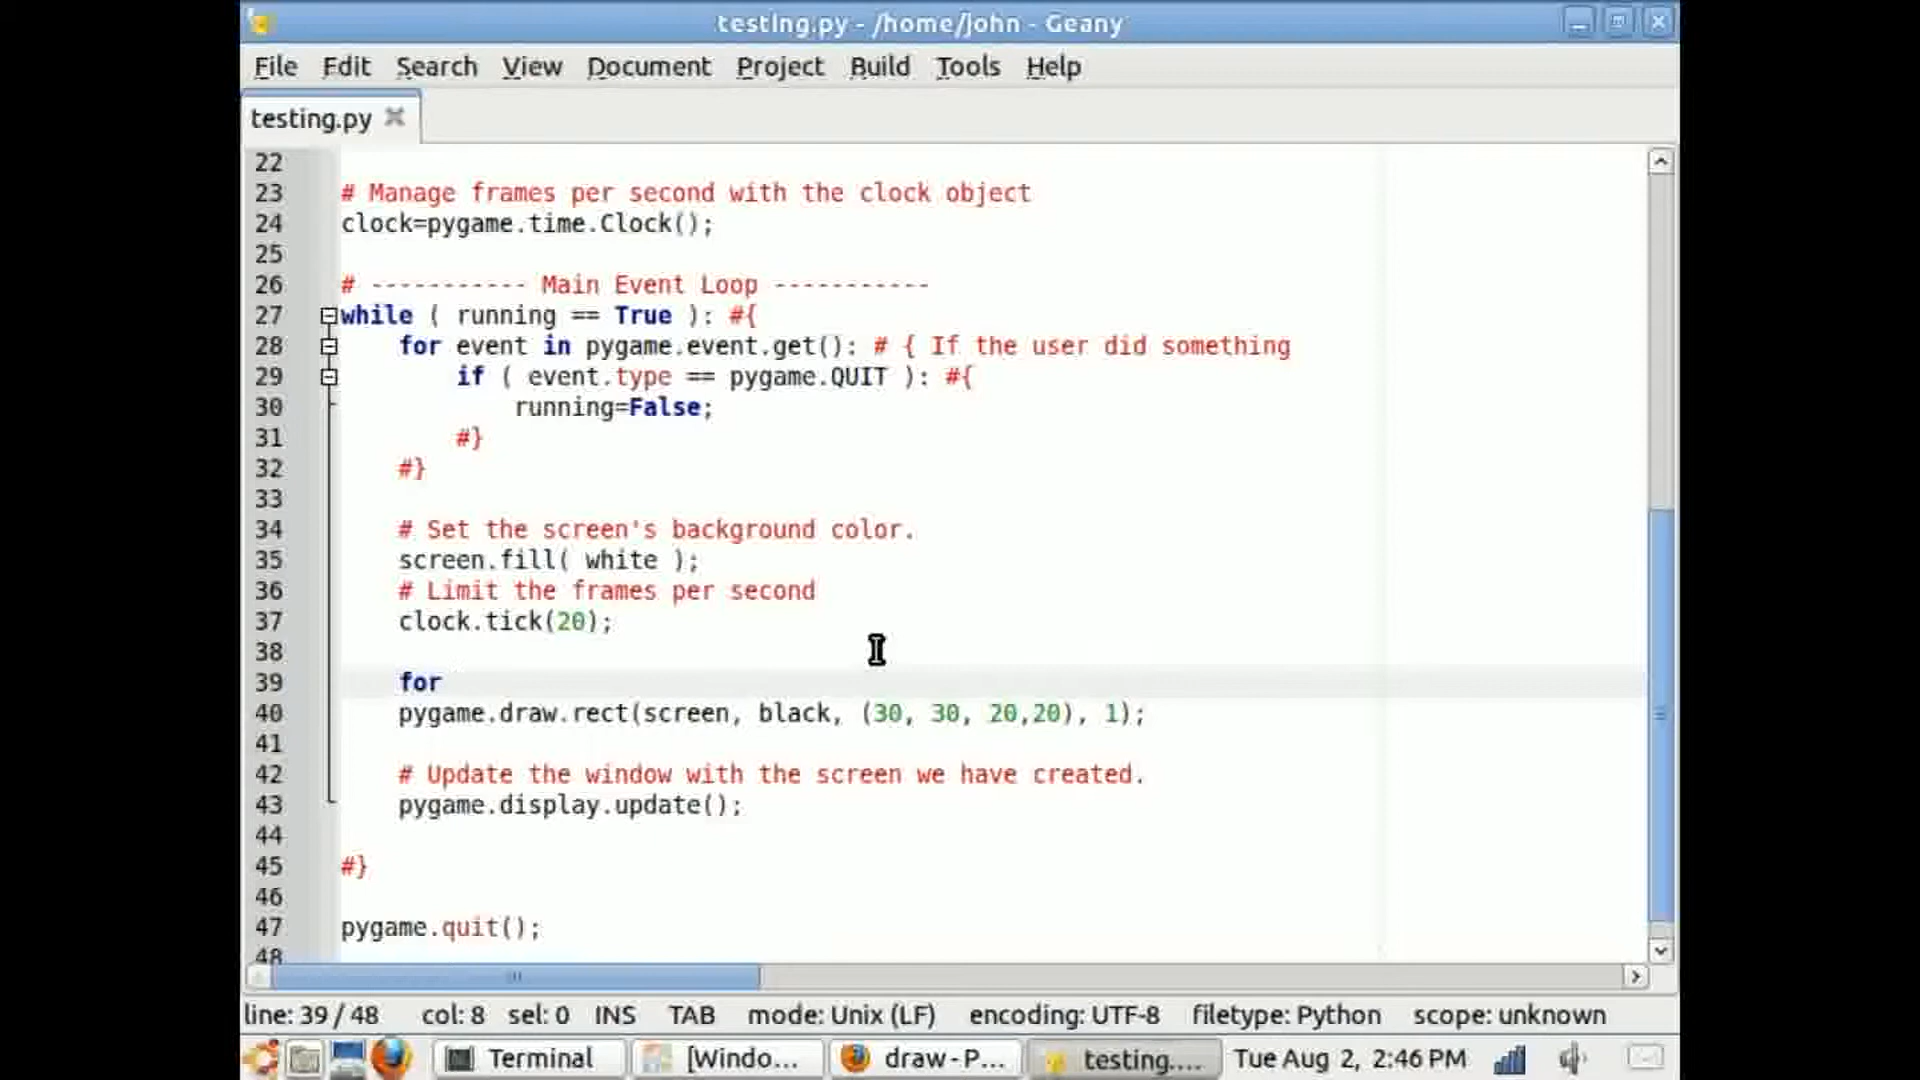 testing.py - /home/john - Geany
File Edit Search View Document Project Build Tools Help
testing.py
22
23 # Manage frames per second with the clock object
24 clock=pygame.time.Clock();
25
26 # ----------- Main Event Loop -----------
27 while ( running == True ): #{
28 for event in pygame.event.get(): # { If the user did something
29 if ( event.type == pygame.QUIT ): #{
30 running=False;
31 #}
32 #}
33
34 # Set the screen's background color.
35 screen.fill( white );
36 # Limit the frames per second
37 clock.tick(20);
38
39 for
40 pygame.draw.rect(screen, black, (30, 30, 20,20), 1);
41
42 # Update the window with the screen we have created.
43 pygame.display.update();
44
45 #}
46
47 pygame.quit();
48
line: 39 / 48 col: 8 sel: 0 INS TAB mode: Unix (LF) encoding: UTF-8 filetype: Python scope: unknown
Terminal [Windo... draw - P... testing.... Tue Aug 2, 2:46 PM